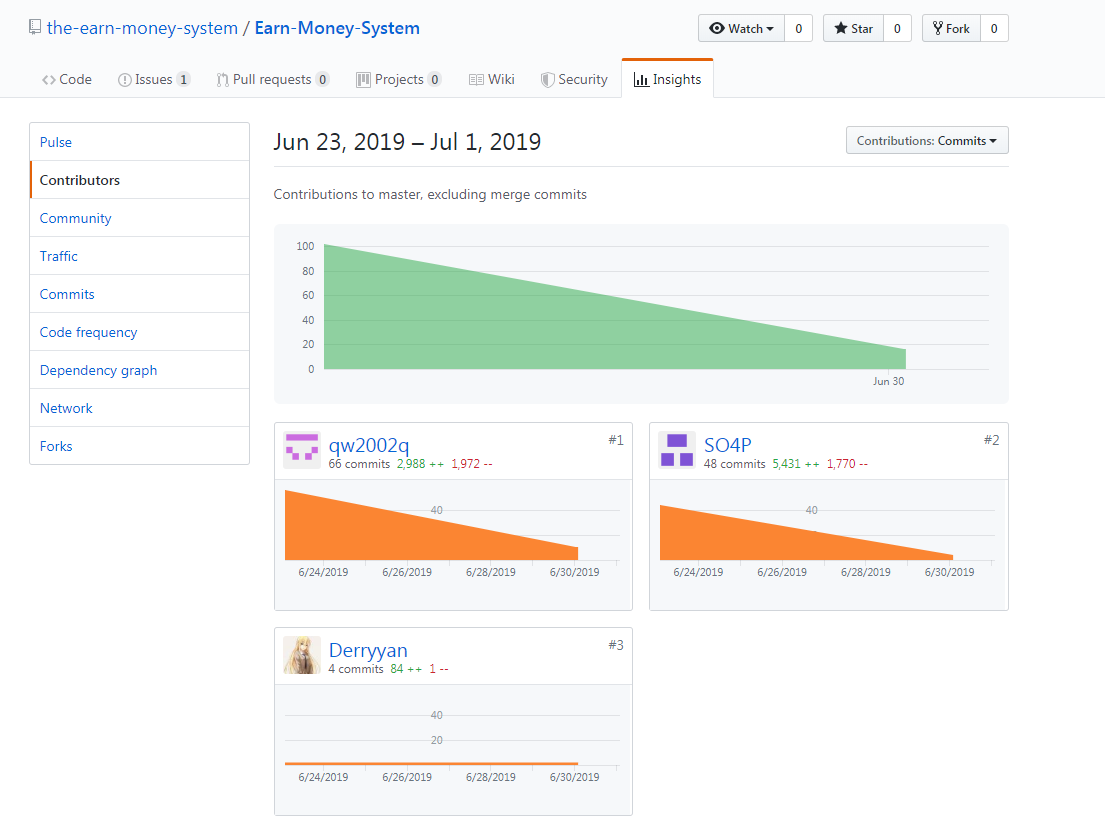 the-earn-money-system / Earn-Money-System
Watch 0 Star 0 Fork 0
Code Issues 1 Pull requests 0 Projects 0 Wiki Security Insights
Pulse
Contributors
Community
Traffic
Commits
Code frequency
Dependency graph
Network
Forks
Jun 23, 2019 – Jul 1, 2019
Contributions: Commits
Contributions to master, excluding merge commits
100
80
60
40
20
0
Jun 30
qw2002q #1
66 commits 2,988 ++ 1,972 --
40
6/24/2019 6/26/2019 6/28/2019 6/30/2019
SO4P #2
48 commits 5,431 ++ 1,770 --
40
6/24/2019 6/26/2019 6/28/2019 6/30/2019
Derryyan #3
4 commits 84 ++ 1 --
40
20
6/24/2019 6/26/2019 6/28/2019 6/30/2019